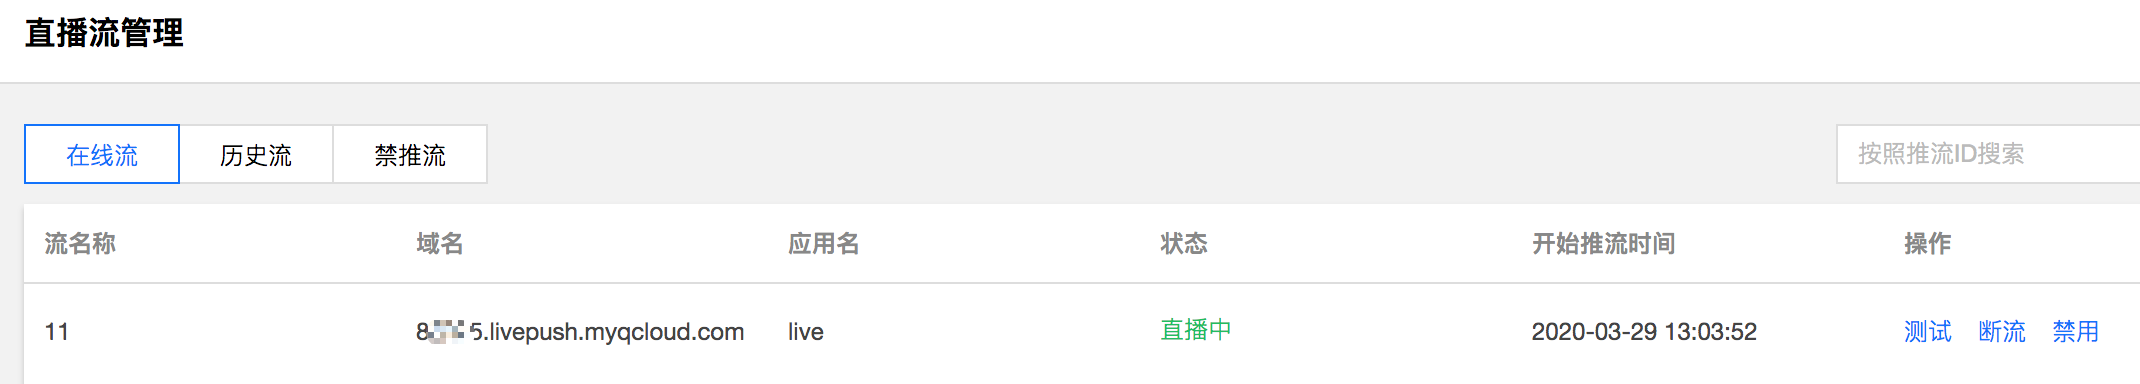 直播流管理
在线流 历史流 禁推流 按照推流ID搜索
流名称 域名 应用名 状态 开始推流时间 操作
11 8 5.livepush.myqcloud.com live 直播中 2020-03-29 13:03:52 测试 断流 禁用